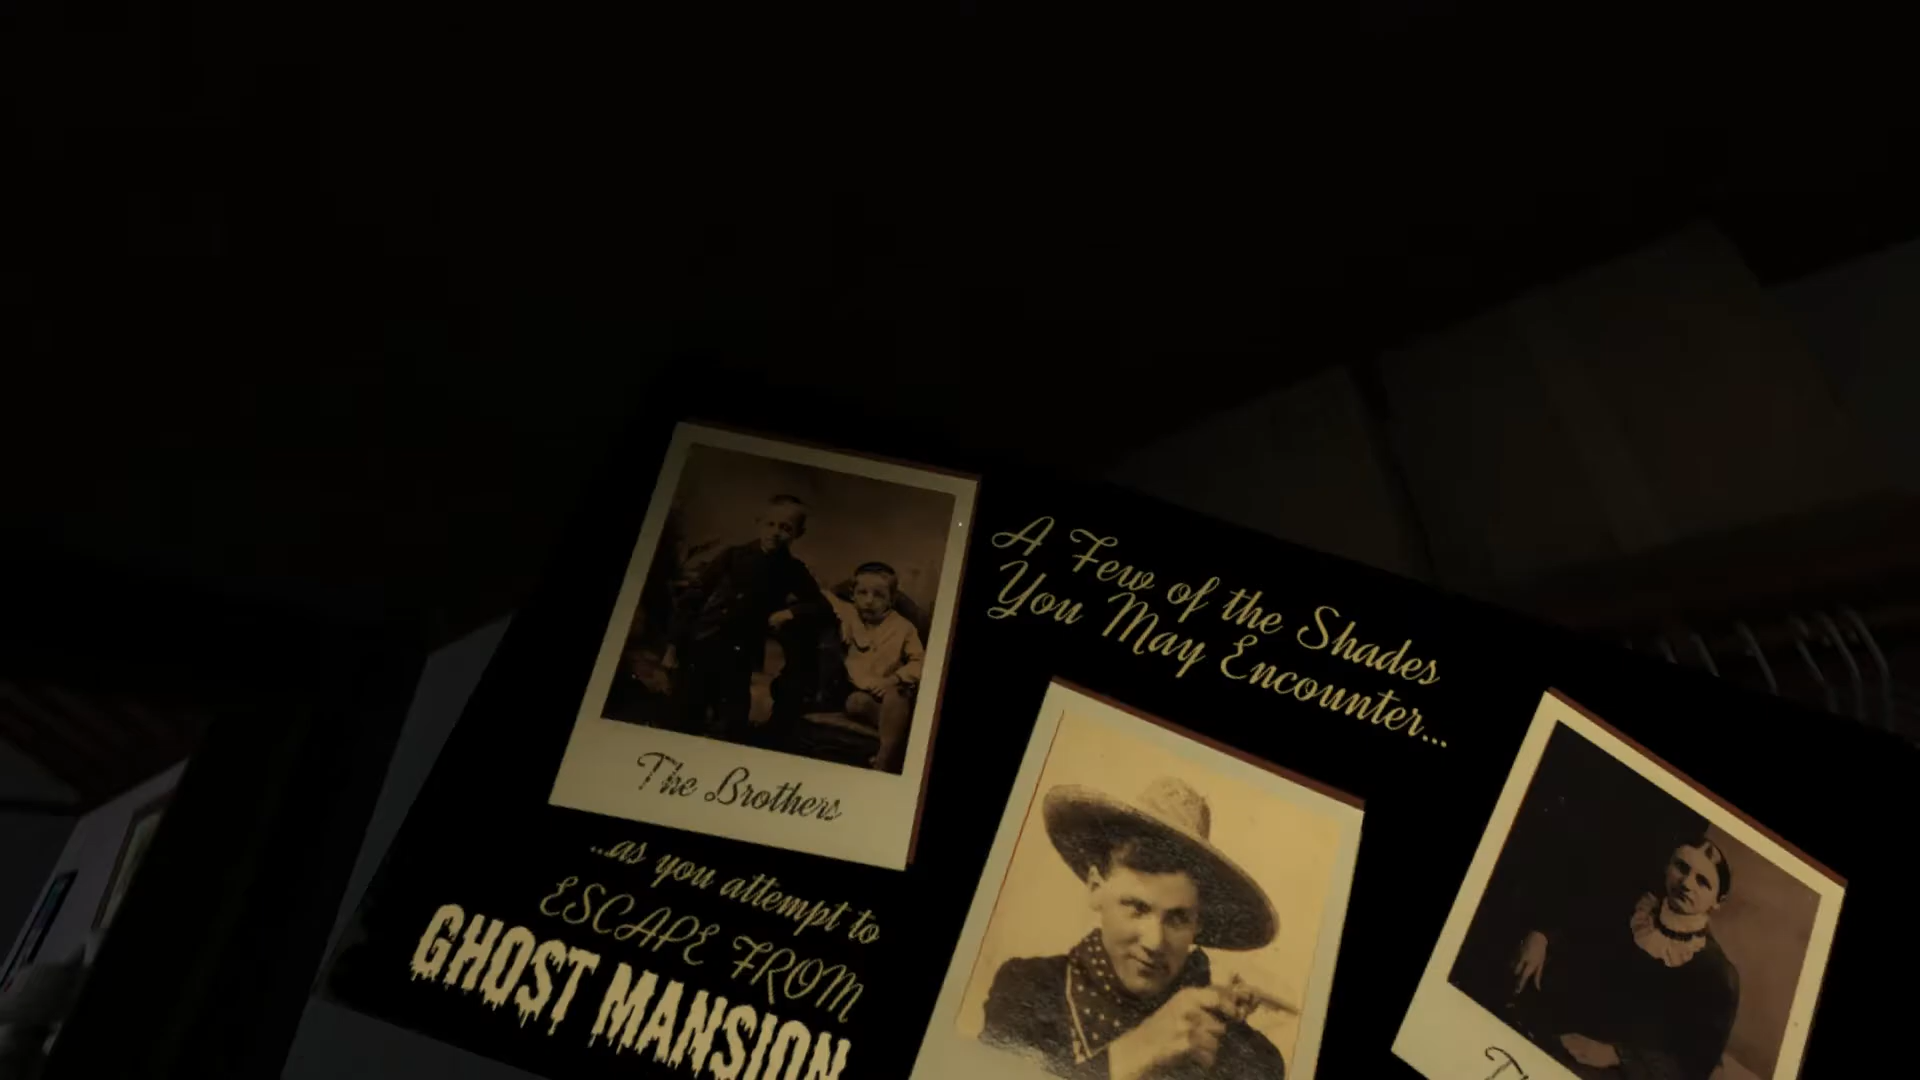 A Few of the Shades
You May Encounter...
The Brothers
...as you attempt to
ESCAPE FROM
GHOST MANSION